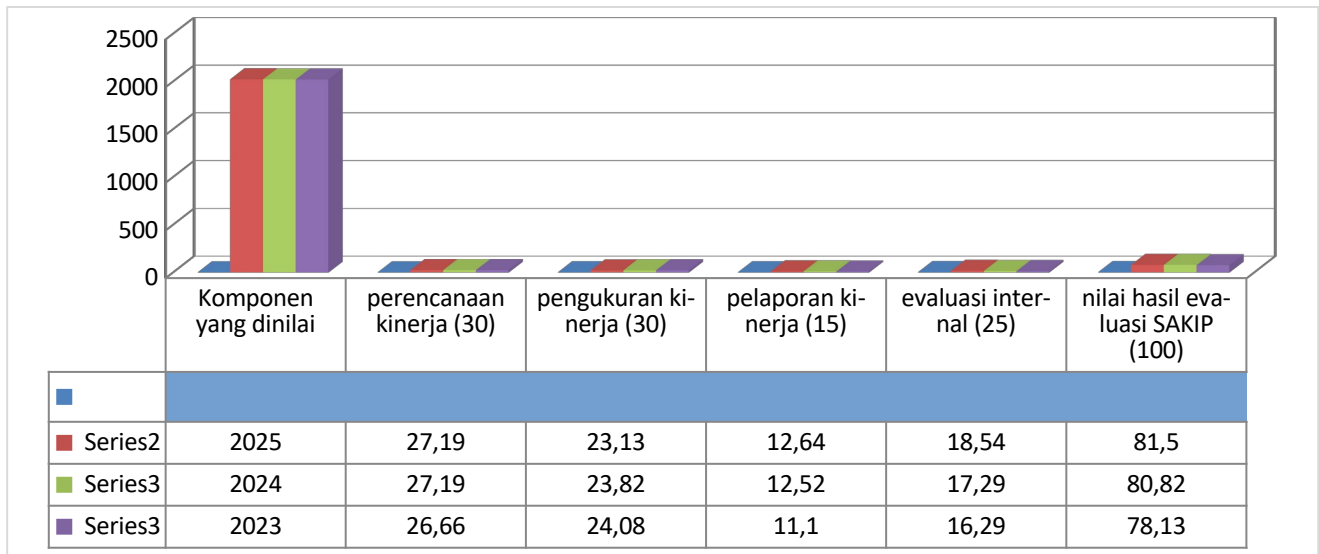 2500
2000
1500
1000
500
0
Komponen
yang dinilai
perencanaan
kinerja (30)
pengukuran ki-
nerja (30)
pelaporan ki-
nerja (15)
evaluasi inter-
nal (25)
nilai hasil eva-
luasi SAKIP
(100)
Series2 2025 27,19 23,13 12,64 18,54 81,5
Series3 2024 27,19 23,82 12,52 17,29 80,82
Series3 2023 26,66 24,08 11,1 16,29 78,13